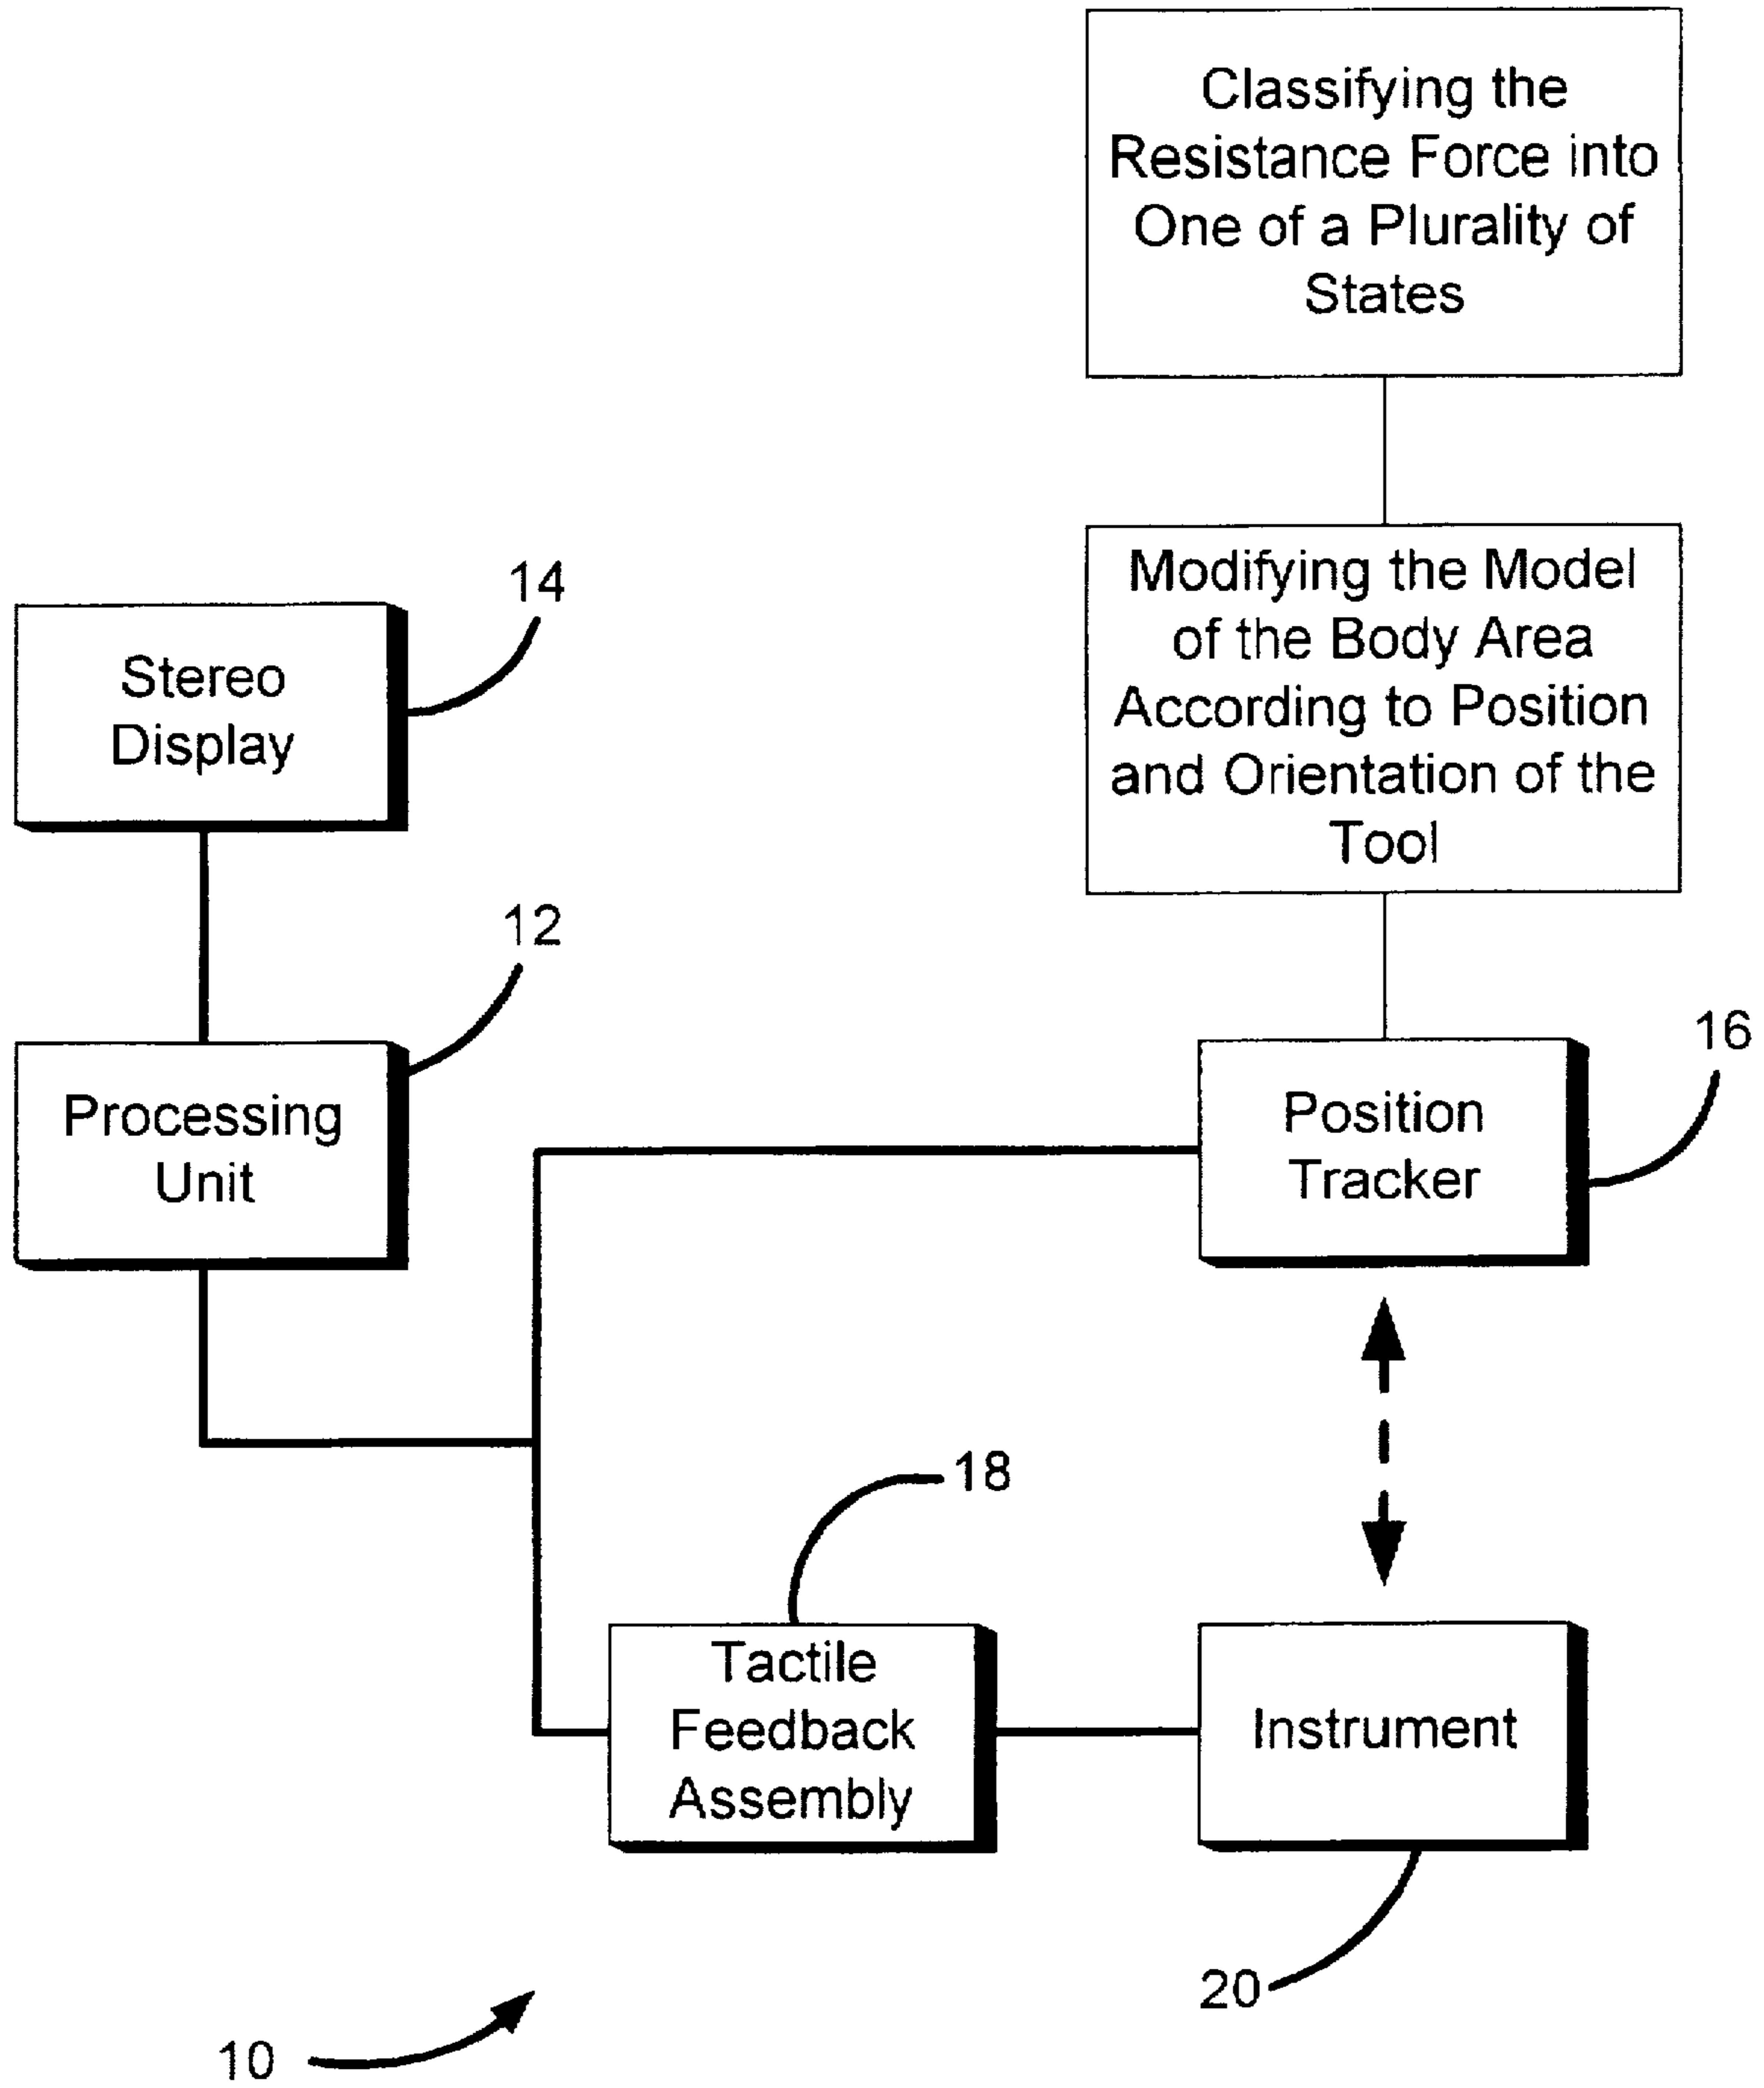 Classifying the
Resistance Force into
One of a Plurality of
States
Modifying the Model
of the Body Area
According to Position
and Orientation of the
Tool
14
Stereo
Display
12
Processing
Unit
16
Position
Tracker
18
Tactile
Feedback
Assembly
Instrument
20
10